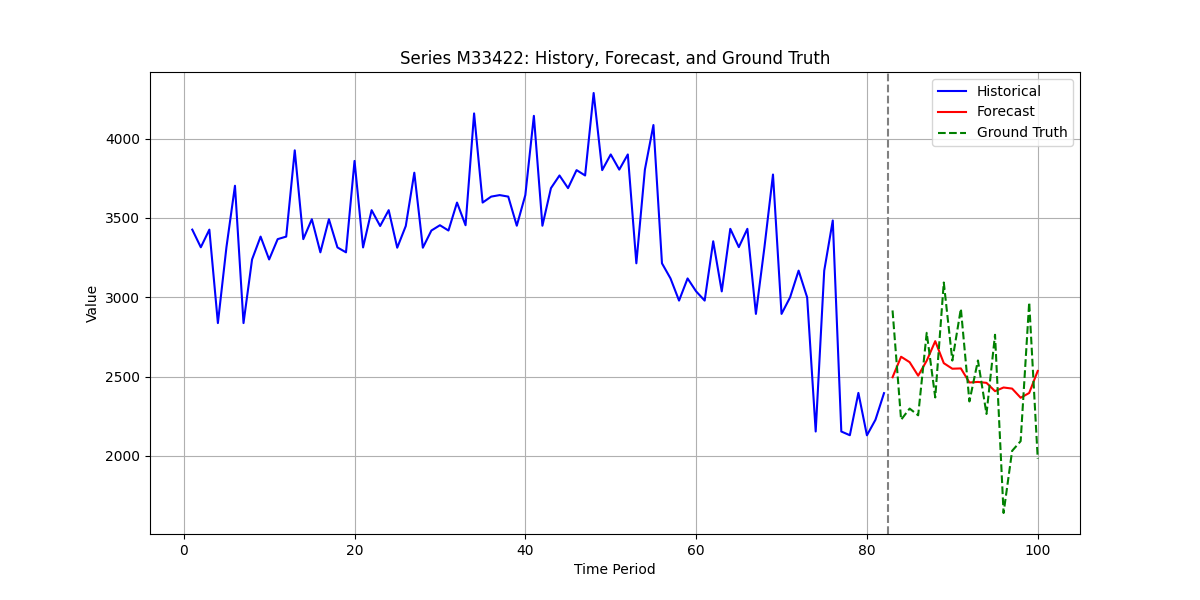 Series M33422: History, Forecast, and Ground Truth
Historical
Forecast
Ground Truth
4000
3500
3000
2500
2000
Value
0 20 40 60 80 100
Time Period